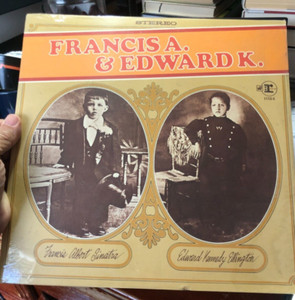 STEREO
FRANCIS A.
& EDWARD K.
Francis Albert Sinatra
Edward Kennedy Ellington